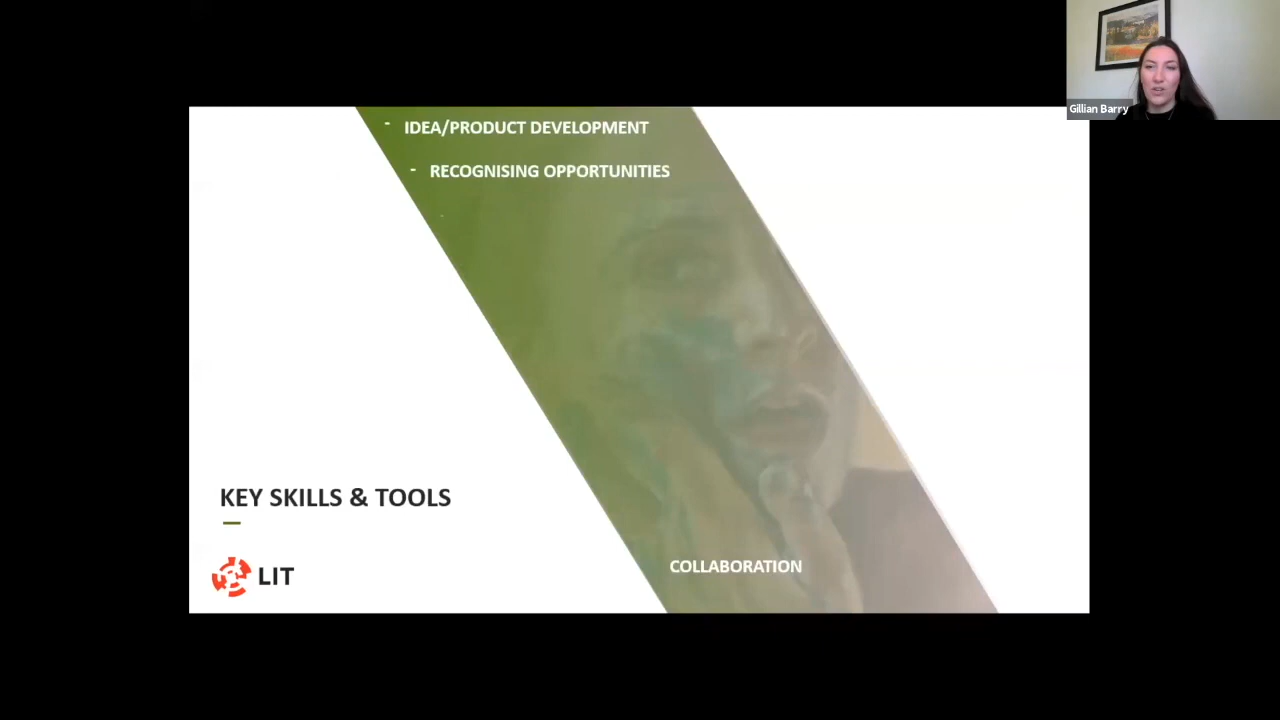 Gillian Barry
- IDEA/PRODUCT DEVELOPMENT
- RECOGNISING OPPORTUNITIES
-
COLLABORATION
KEY SKILLS & TOOLS
LIT